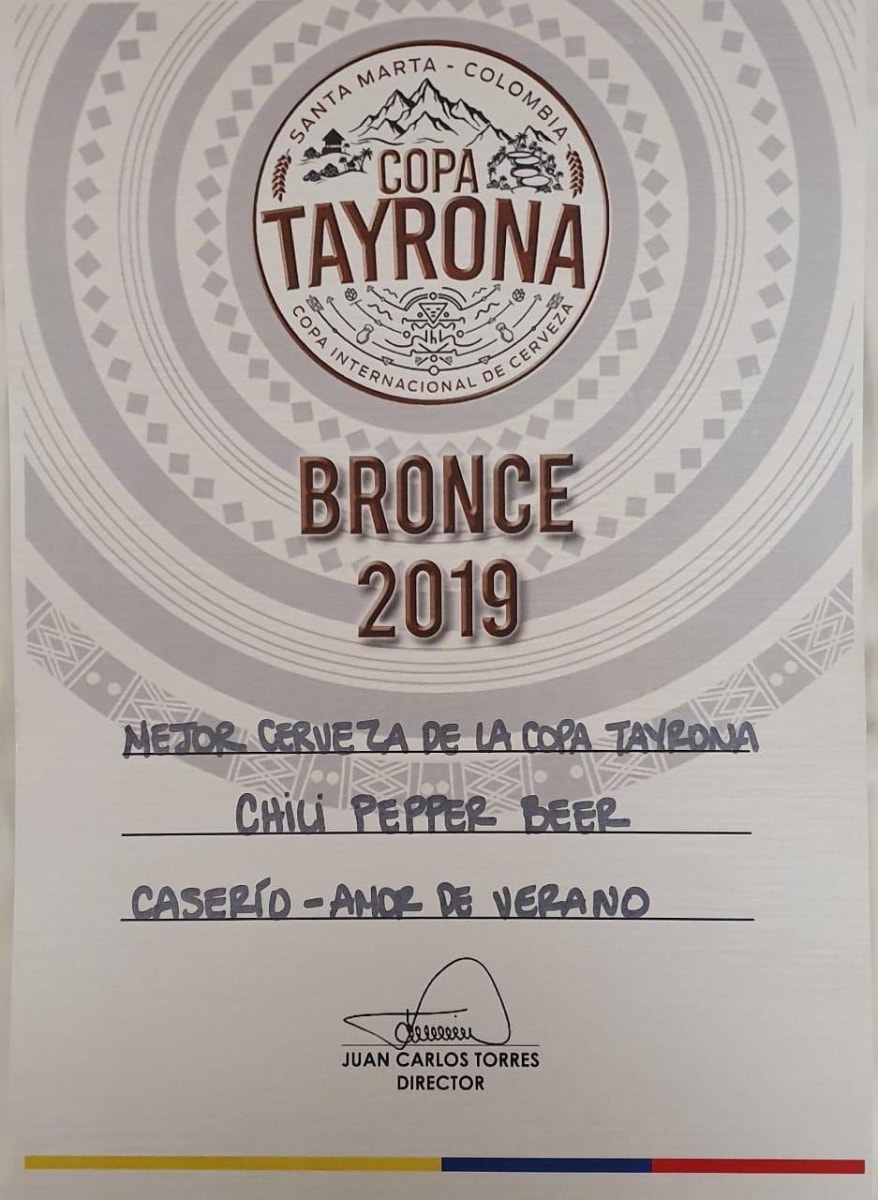 SANTA MARTA - COLOMBIA
COPA
TAYRONA
COPA INTERNACIONAL DE CERVEZA
BRONCE
2019
MEJOR CERVEZA DE LA COPA TAYRONA
CHILI PEPPER BEER
CASERÍO - AMOR DE VERANO
JUAN CARLOS TORRES
DIRECTOR